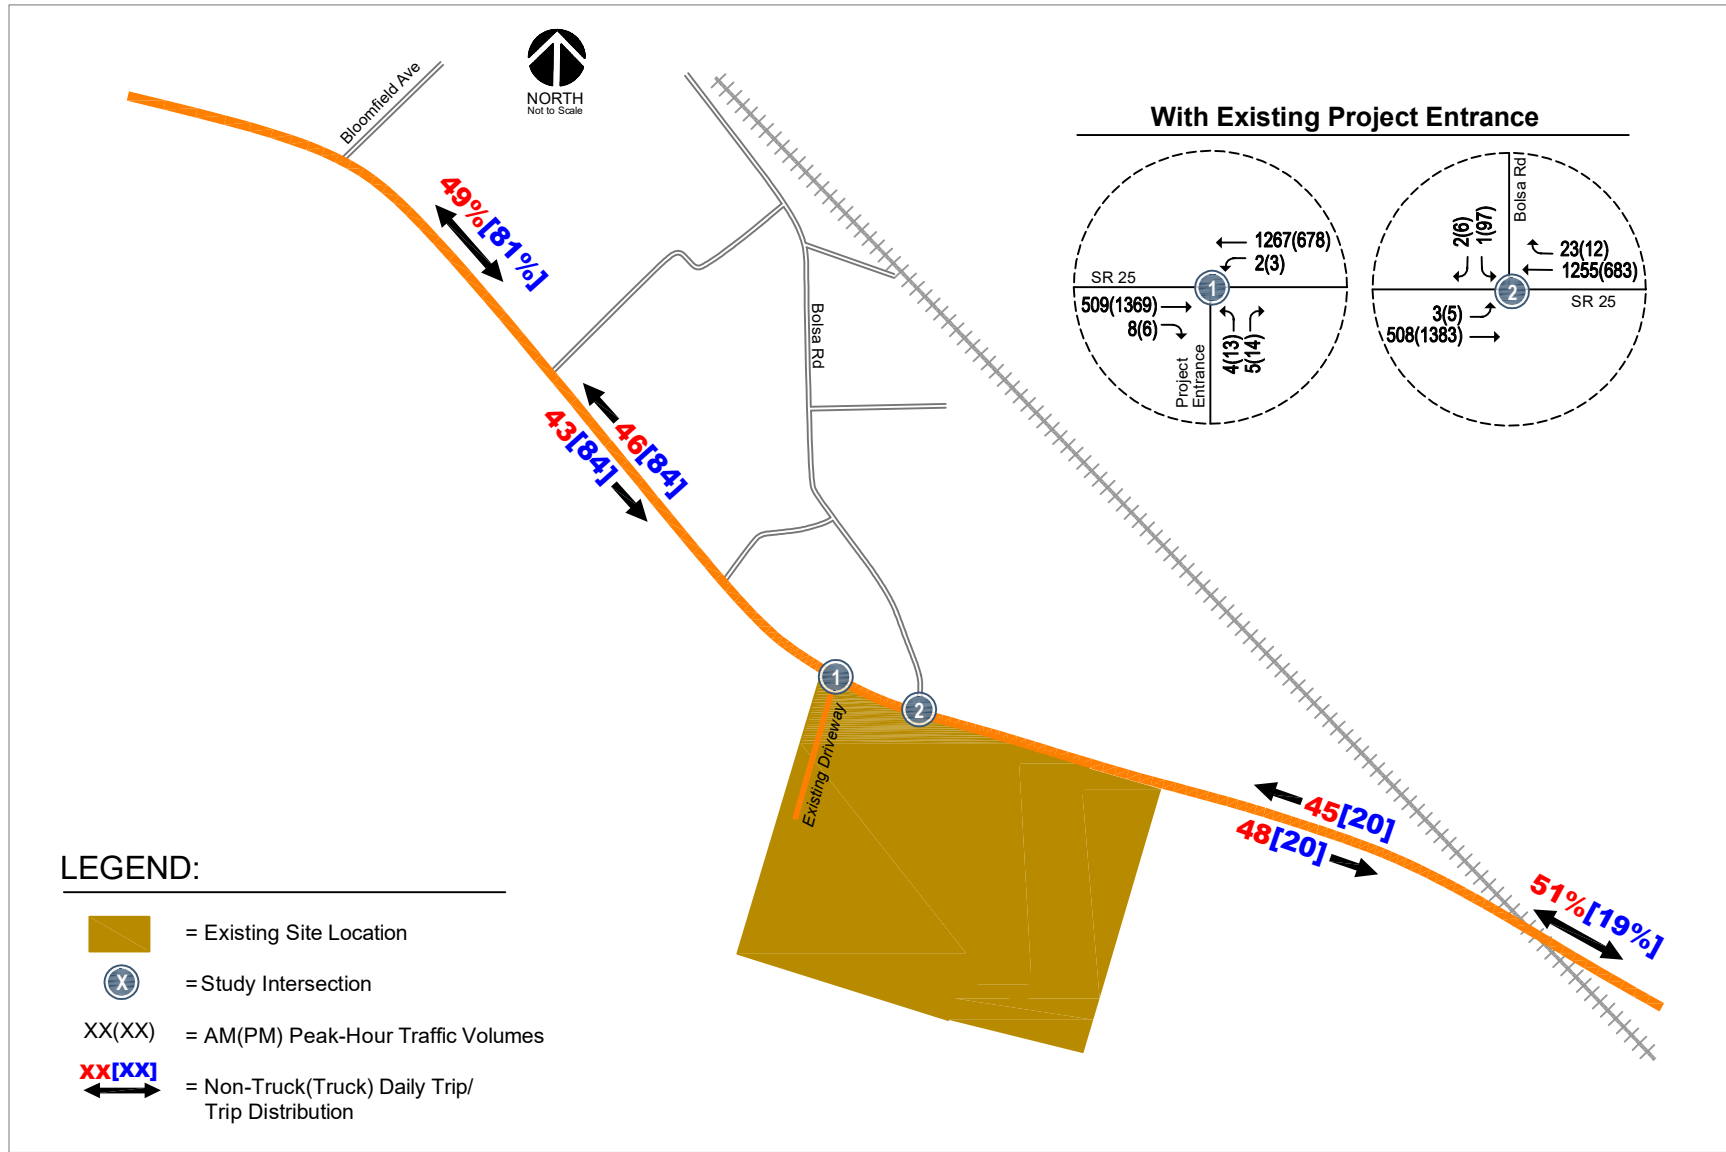 Bloomfield Ave
NORTH
Not to Scale
With Existing Project Entrance
49%[81%]
1267(678)
2(3)
SR 25
1
509(1369)
8(6)
4(13)
5(14)
Project
Entrance
Bolsa Rd
2(6)
1(97)
23(12)
1255(683)
2
SR 25
3(5)
508(1383)
Bolsa Rd
46[84]
43[84]
1
2
Existing Driveway
45[20]
48[20]
51%[19%]
LEGEND:
= Existing Site Location
X
= Study Intersection
XX(XX)
= AM(PM) Peak-Hour Traffic Volumes
XX[XX]
= Non-Truck(Truck) Daily Trip/
Trip Distribution